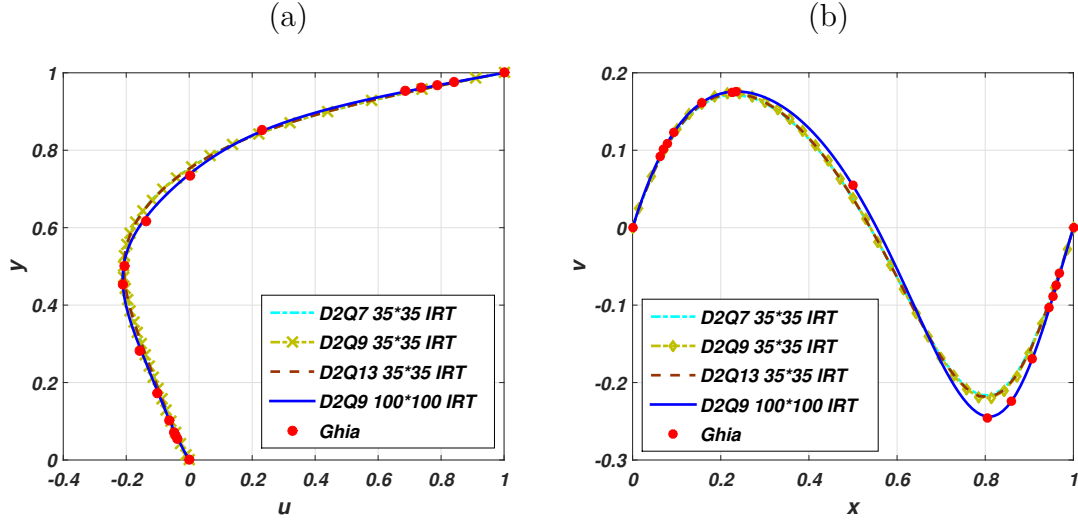 (a)
1
0.8
0.6
0.4
0.2
0
y
-0.4
-0.2
0
0.2
0.4
0.6
0.8
1
u
D2Q7 35*35 IRT
D2Q9 35*35 IRT
D2Q13 35*35 IRT
D2Q9 100*100 IRT
Ghia
(b)
0.2
0.1
0
-0.1
-0.2
-0.3
v
0
0.2
0.4
0.6
0.8
1
x
D2Q7 35*35 IRT
D2Q9 35*35 IRT
D2Q13 35*35 IRT
D2Q9 100*100 IRT
Ghia